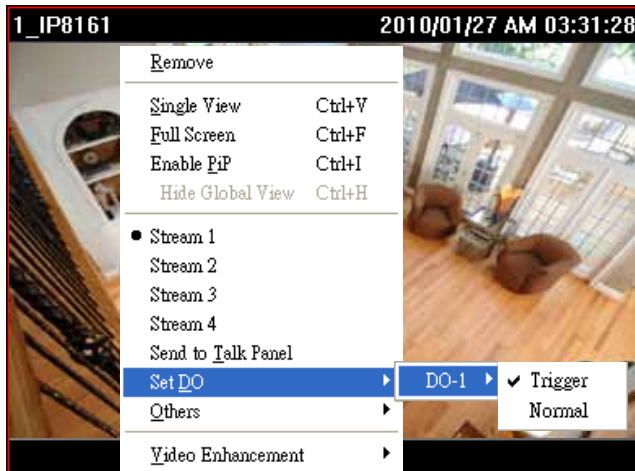 1_IP8161 2010/01/27 AM 03:31:28
Remove
Single View Ctrl+V
Full Screen Ctrl+F
Enable PiP Ctrl+I
Hide Global View Ctrl+H
Stream 1
Stream 2
Stream 3
Stream 4
Send to Talk Panel
Set DO DO-1 Trigger
Normal
Others
Video Enhancement